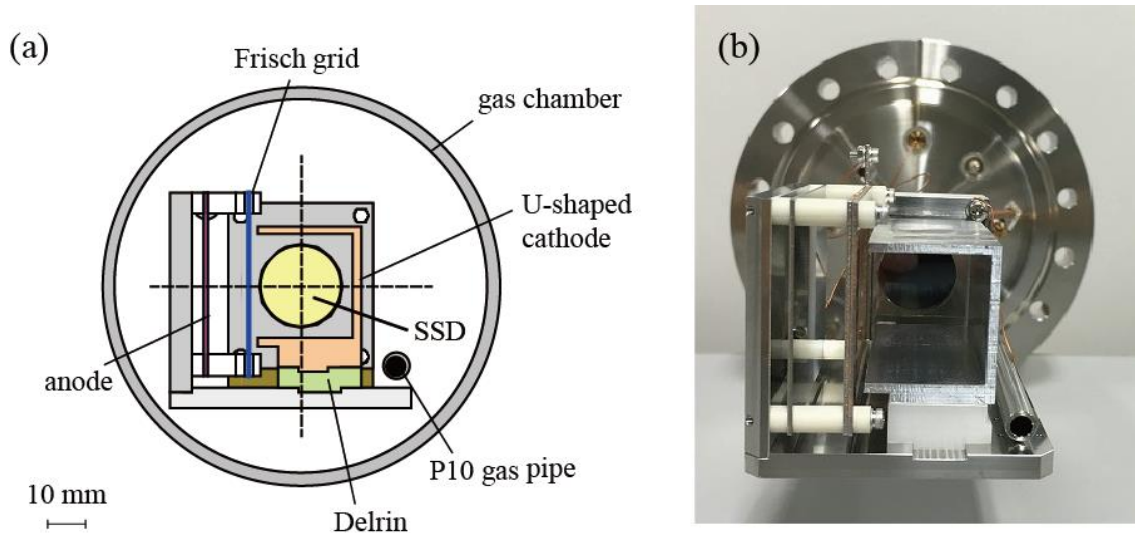 (a)
Frisch grid
gas chamber
U-shaped
cathode
SSD
anode
P10 gas pipe
Delrin
10 mm
(b)